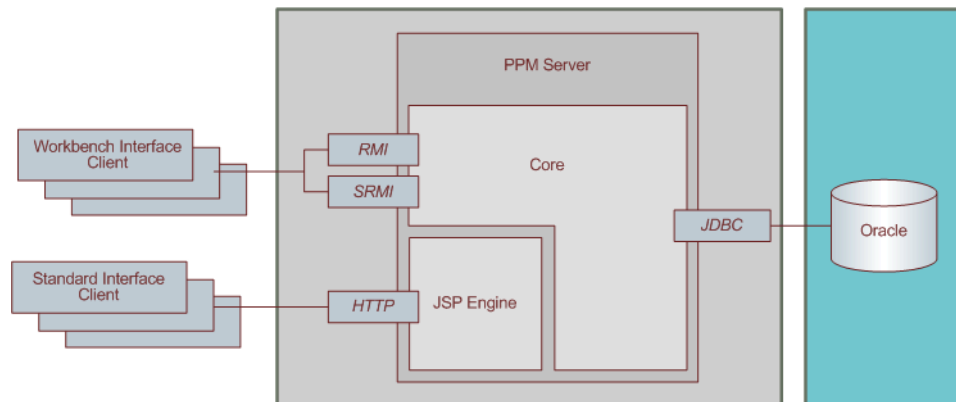 PPM Server
Workbench Interface
Client
RMI
SRMI
Core
JDBC
Oracle
Standard Interface
Client
HTTP
JSP Engine